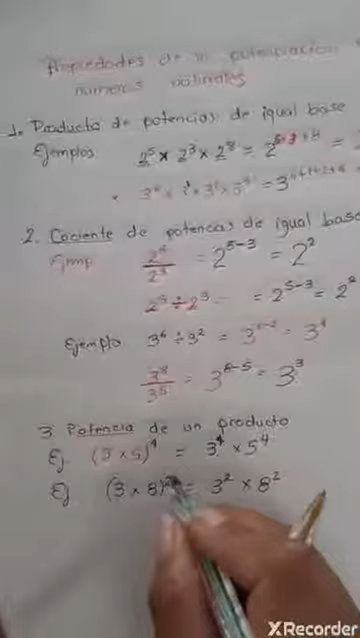 Propiedades de la potenciación
números naturales
1. Producto de potencias de igual base
Ejemplos 2⁵ × 2³ × 2⁸ = 2⁵⁺³⁺⁸ =
2. Cociente de potencias de igual base
Ejmp = 2⁵⁻³ = 2²
2⁵ ÷ 2³ = = 2⁵⁻³ = 2²
Ejemplo 3⁶ ÷ 3² = 3⁶⁻² = 3⁴
3⁸/3⁵ = 3⁸⁻⁵ = 3³
3 Potencia de un producto
Ej. (3 × 5)⁴ = 3⁴ × 5⁴
Ej (3 × 8)² = 3² × 8²
XRecorder